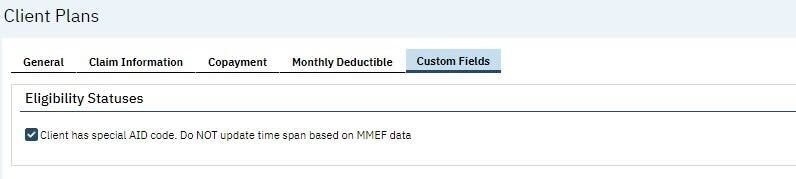 Client Plans
General Claim Information Copayment Monthly Deductible Custom Fields
Eligibility Statuses
Client has special AID code. Do NOT update time span based on MMEF data